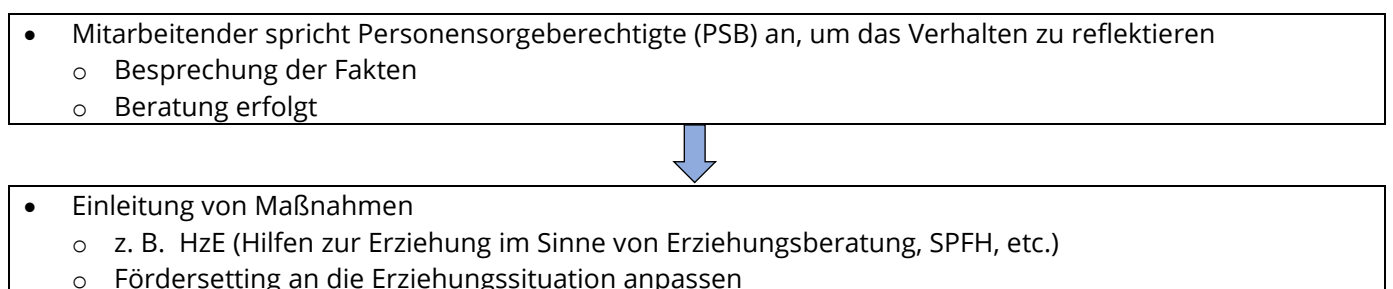 • Mitarbeitender spricht Personensorgeberechtigte (PSB) an, um das Verhalten zu reflektieren
o Besprechung der Fakten
o Beratung erfolgt
• Einleitung von Maßnahmen
o z. B. HzE (Hilfen zur Erziehung im Sinne von Erziehungsberatung, SPFH, etc.)
o Fördersetting an die Erziehungssituation anpassen